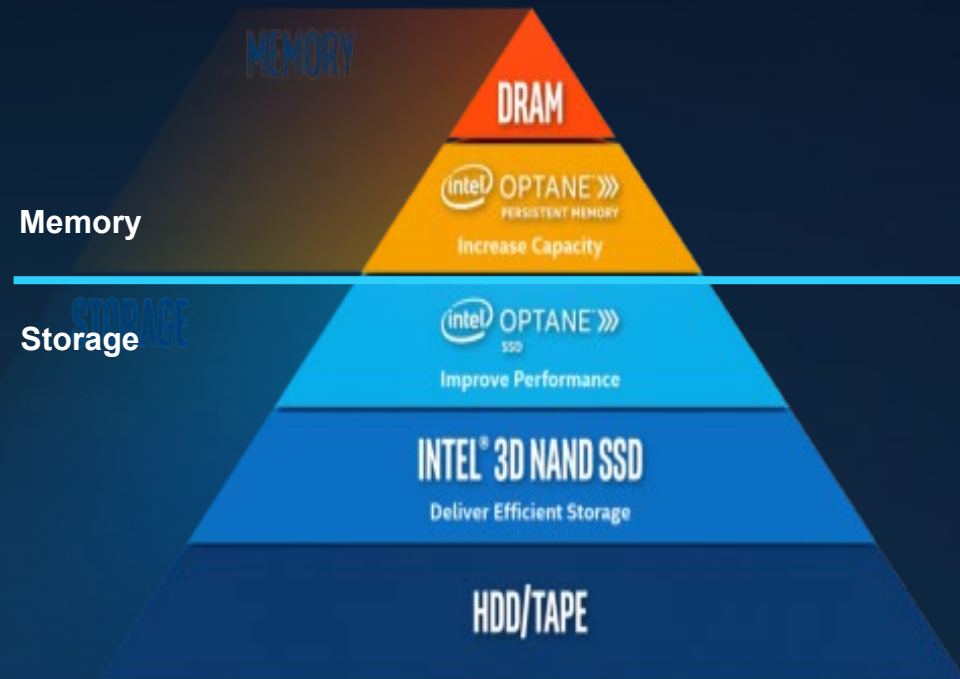 MEMORY
DRAM
intel OPTANE »»
PERSISTENT MEMORY
Increase Capacity
Memory
STORAGE
Storage
intel OPTANE »»
SSD
Improve Performance
INTEL® 3D NAND SSD
Deliver Efficient Storage
HDD/TAPE